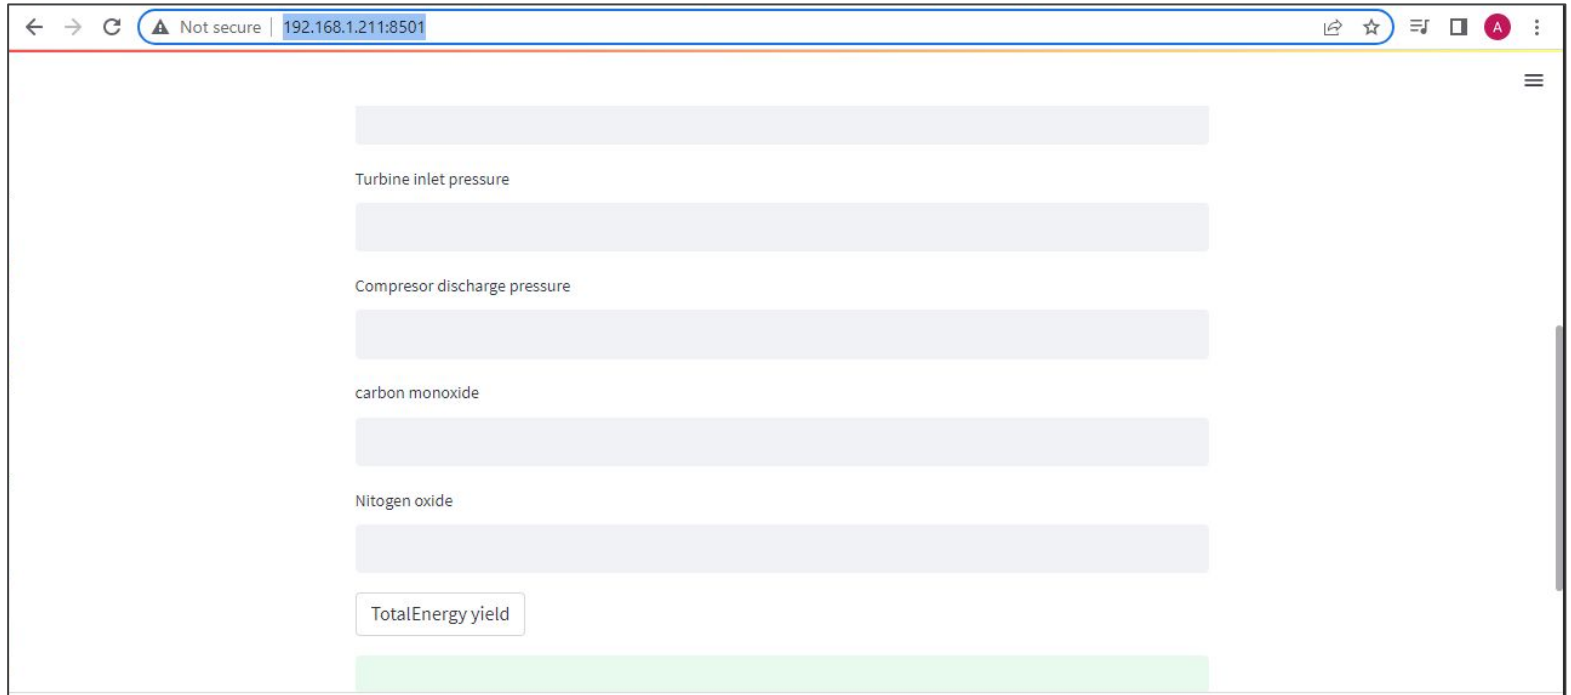 Not secure 192.168.1.211:8501
A
Turbine inlet pressure
Compresor discharge pressure
carbon monoxide
Nitogen oxide
TotalEnergy yield